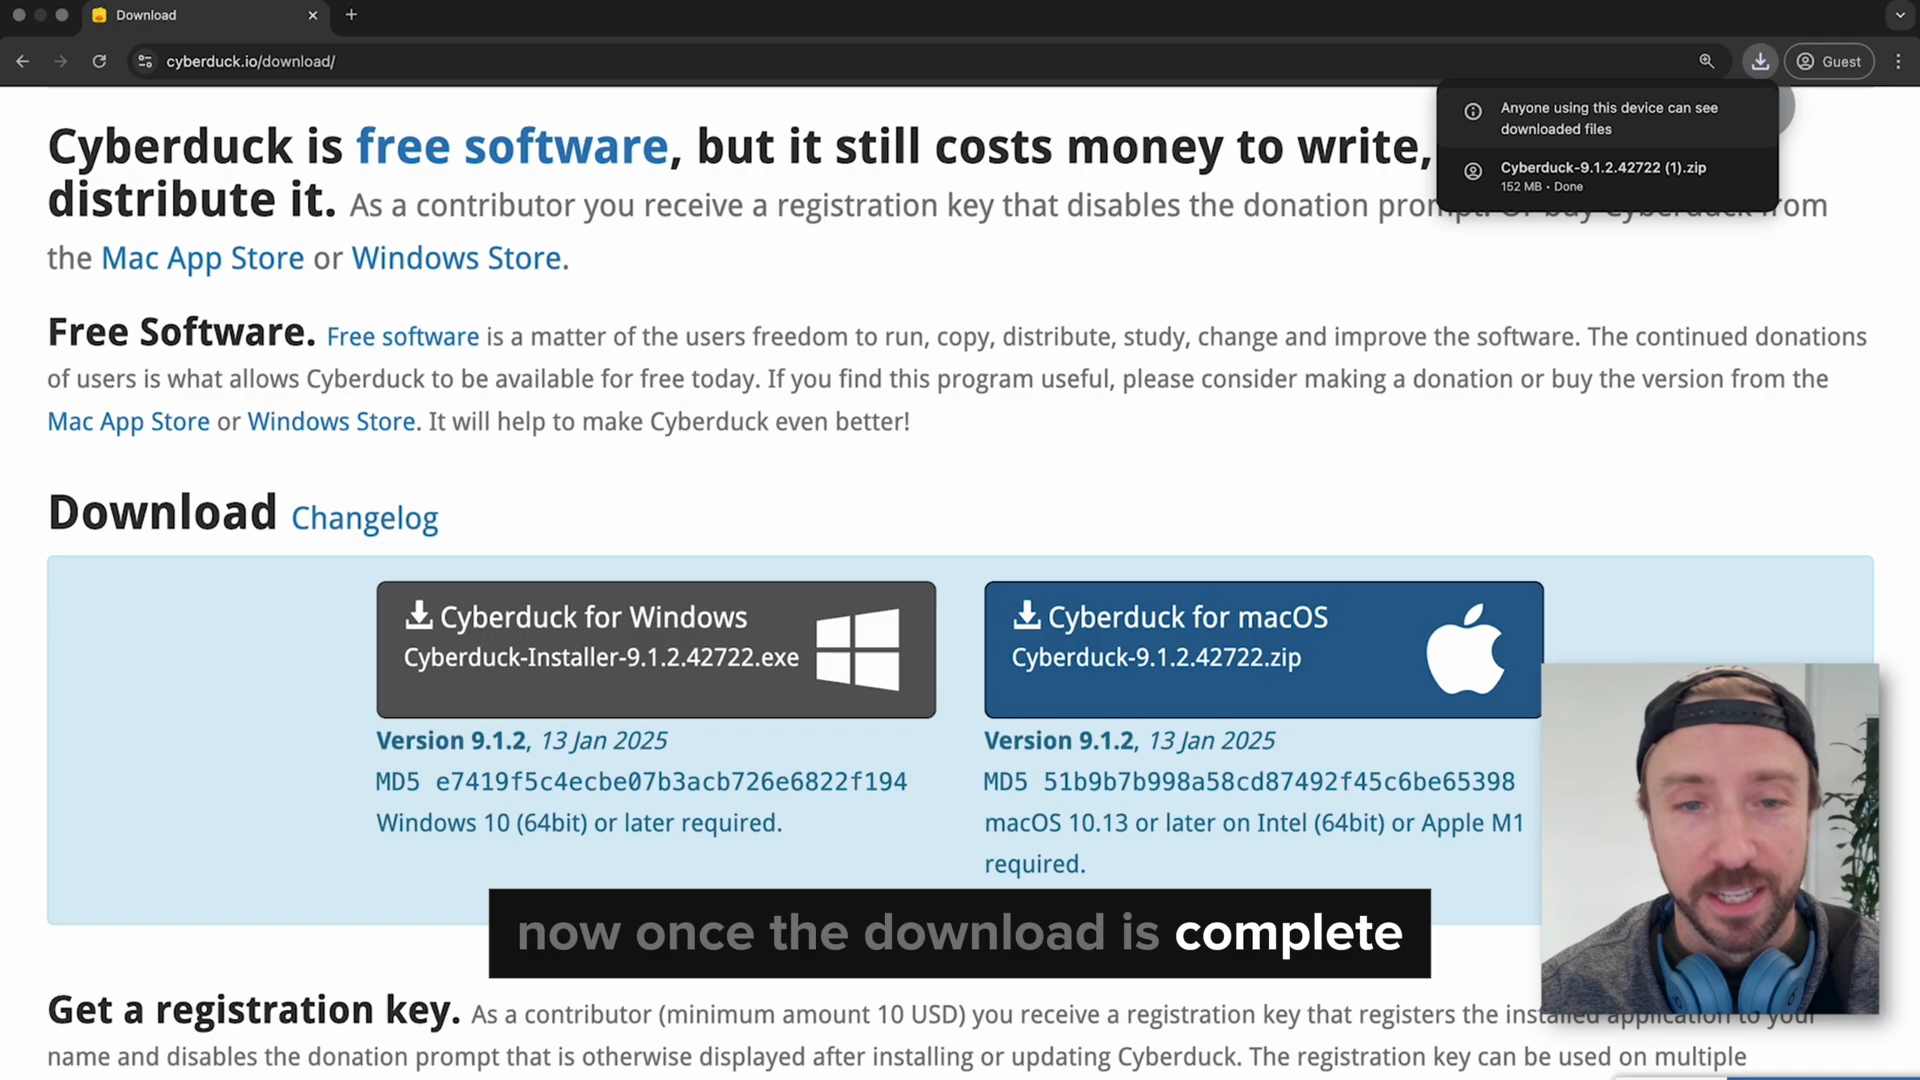 Download
cyberduck.io/download/
Guest
Anyone using this device can see
downloaded files
Cyberduck-9.1.2.42722 (1).zip
152 MB • Done
Cyberduck is free software, but it still costs money to write,
distribute it. As a contributor you receive a registration key that disables the donation prompt. Or buy Cyberduck from
the Mac App Store or Windows Store.
Free Software. Free software is a matter of the users freedom to run, copy, distribute, study, change and improve the software. The continued donations
of users is what allows Cyberduck to be available for free today. If you find this program useful, please consider making a donation or buy the version from the
Mac App Store or Windows Store. It will help to make Cyberduck even better!
Download Changelog
Cyberduck for Windows
Cyberduck-Installer-9.1.2.42722.exe
Version 9.1.2, 13 Jan 2025
MD5 e7419f5c4ecbe07b3acb726e6822f194
Windows 10 (64bit) or later required.
Cyberduck for macOS
Cyberduck-9.1.2.42722.zip
Version 9.1.2, 13 Jan 2025
MD5 51b9b7b998a58cd87492f45c6be65398
macOS 10.13 or later on Intel (64bit) or Apple M1
required.
now once the download is complete
Get a registration key. As a contributor (minimum amount 10 USD) you receive a registration key that registers the installed application to your
name and disables the donation prompt that is otherwise displayed after installing or updating Cyberduck. The registration key can be used on multiple